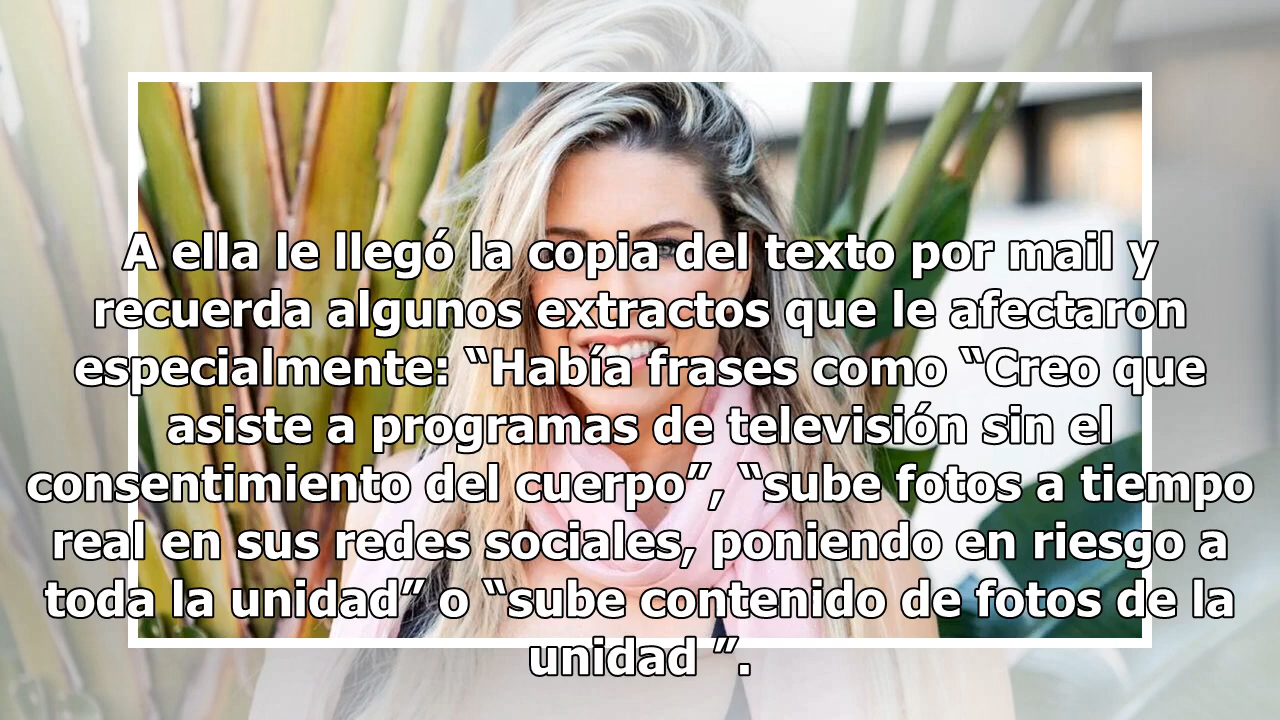 A ella le llegó la copia del texto por mail y
recuerda algunos extractos que le afectaron
especialmente: “Había frases como “Creo que
asiste a programas de televisión sin el
consentimiento del cuerpo”, “sube fotos a tiempo
real en sus redes sociales, poniendo en riesgo a
toda la unidad” o “sube contenido de fotos de la
unidad ”.